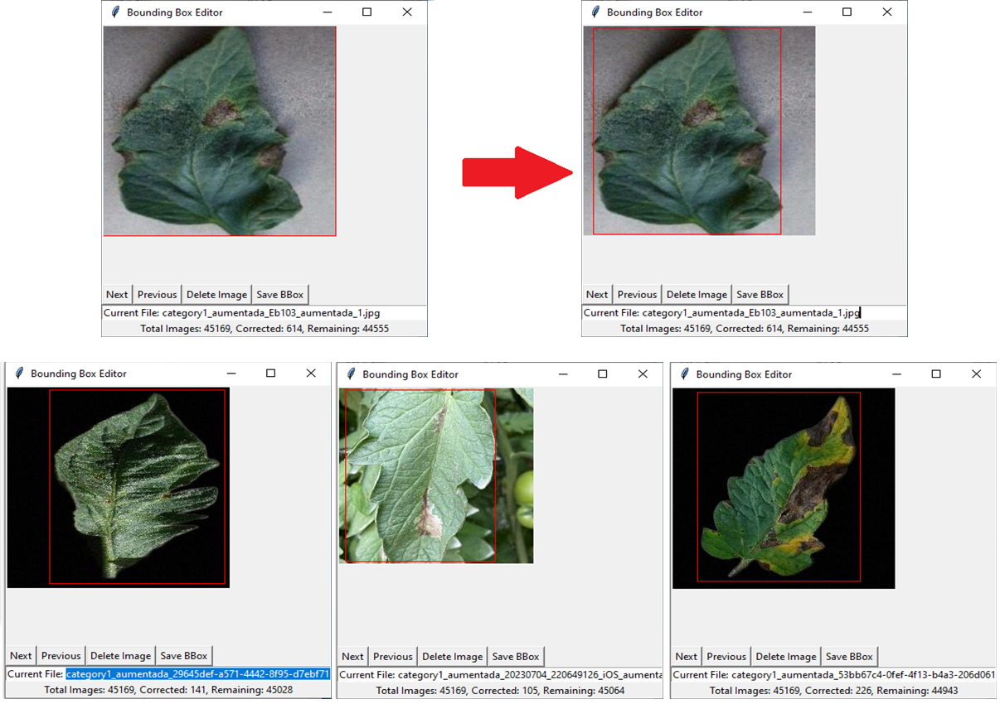 Bounding Box Editor
Next Previous Delete Image Save BBox
Current File: category1_aumentada_Eb103_aumentada_1.jpg
Total Images: 45169, Corrected: 614, Remaining: 44555
Bounding Box Editor
Next Previous Delete Image Save BBox
Current File: category1_aumentada_Eb103_aumentada_1.jpg
Total Images: 45169, Corrected: 614, Remaining: 44555
Bounding Box Editor
Next Previous Delete Image Save BBox
Current File: category1_aumentada_29645def-a571-4442-8f95-d7ebf71
Total Images: 45169, Corrected: 141, Remaining: 45028
Bounding Box Editor
Next Previous Delete Image Save BBox
Current File: category1_aumentada_20230704_220649126_iOS_aumenta
Total Images: 45169, Corrected: 105, Remaining: 45064
Bounding Box Editor
Next Previous Delete Image Save BBox
Current File: category1_aumentada_53bb67c4-0fef-4f13-b4a3-206d061
Total Images: 45169, Corrected: 226, Remaining: 44943